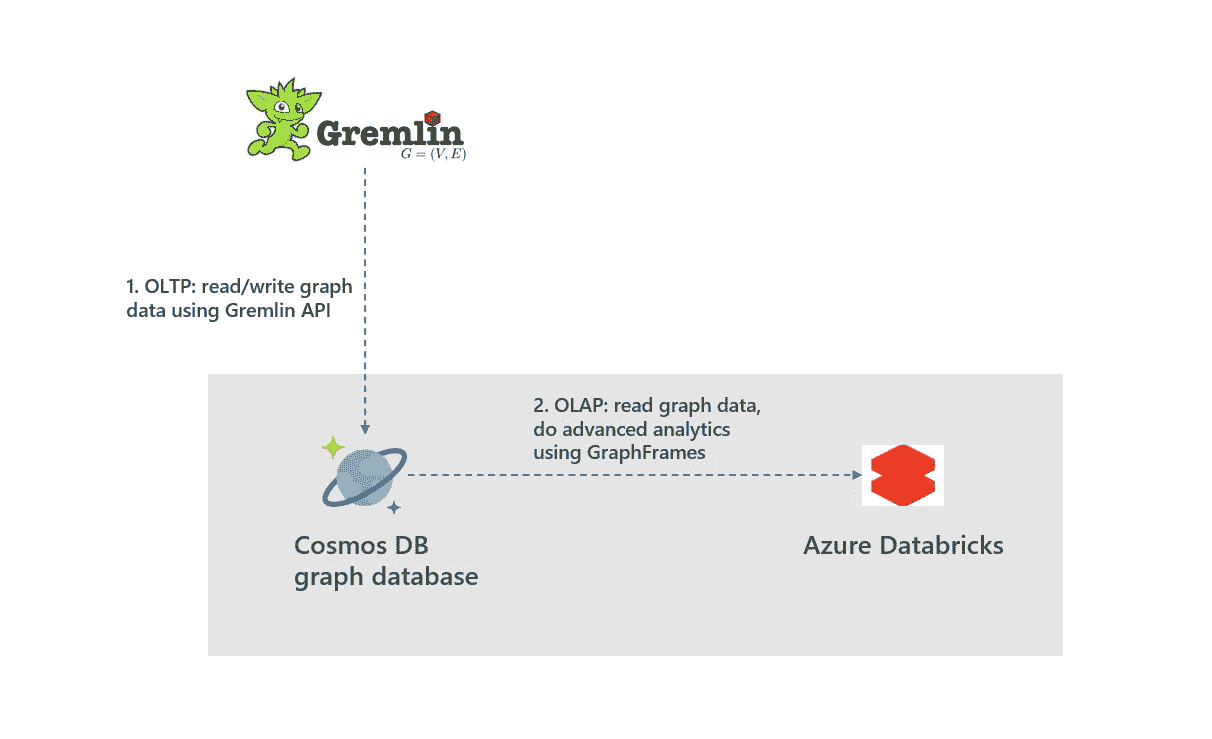 Gremlin
G = (V, E)
1. OLTP: read/write graph
data using Gremlin API
2. OLAP: read graph data,
do advanced analytics
using GraphFrames
Cosmos DB
graph database
Azure Databricks